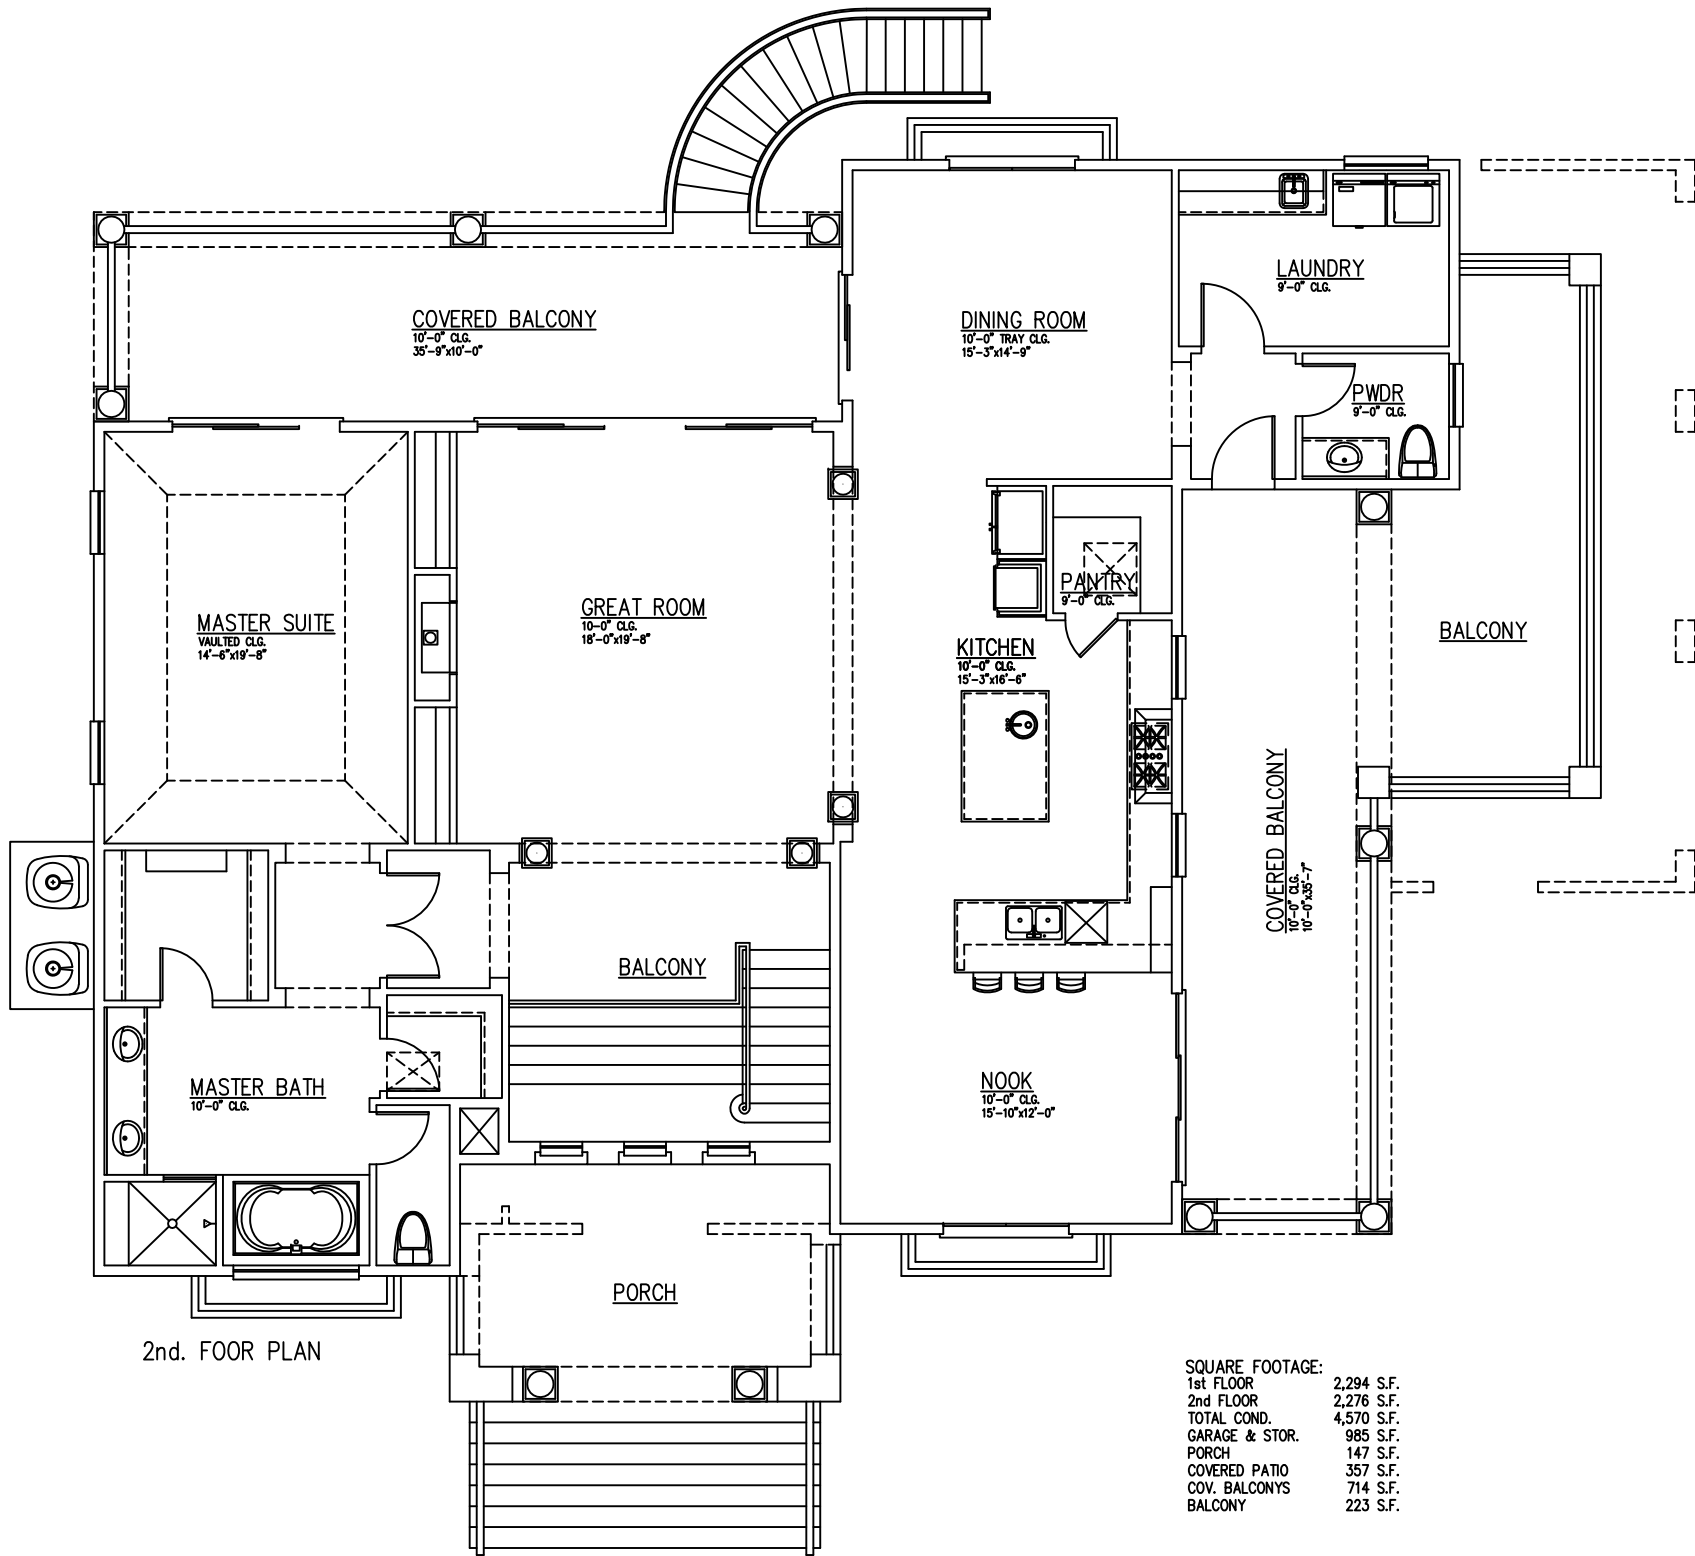 LAUNDRY
9'-0" CLG.
COVERED BALCONY
10'-0" CLG.
35'-9"x10'-0"
DINING ROOM
10'-0" TRAY CLG.
15'-3"x14'-9"
PWDR
9'-0" CLG.
PANTRY
9'-0" CLG.
MASTER SUITE
VAULTED CLG.
14'-6"x19'-8"
GREAT ROOM
10-0" CLG.
18'-0"x19'-8"
KITCHEN
10'-0" CLG.
15'-3"x16'-6"
BALCONY
COVERED BALCONY
10'-0" CLG.
10'-0"x35'-7"
BALCONY
MASTER BATH
10'-0" CLG.
NOOK
10'-0" CLG.
15'-10"x12'-0"
PORCH
2nd. FOOR PLAN
SQUARE FOOTAGE:
1st FLOOR 2,294 S.F.
2nd FLOOR 2,276 S.F.
TOTAL COND. 4,570 S.F.
GARAGE & STOR. 985 S.F.
PORCH 147 S.F.
COVERED PATIO 357 S.F.
COV. BALCONYS 714 S.F.
BALCONY 223 S.F.